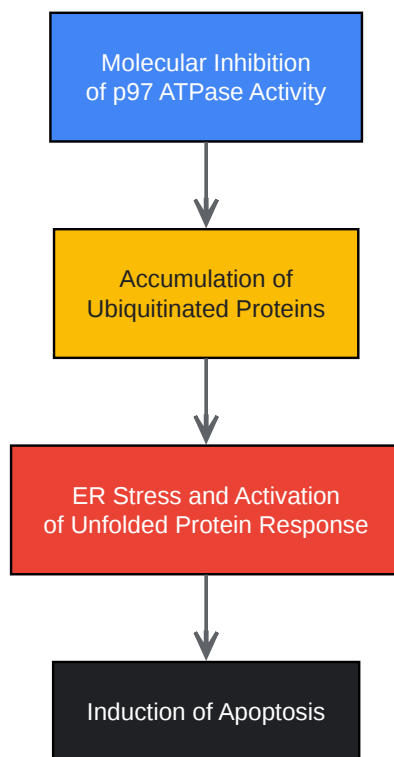 Molecular Inhibition
of p97 ATPase Activity
Accumulation of
Ubiquitinated Proteins
ER Stress and Activation
of Unfolded Protein Response
Induction of Apoptosis